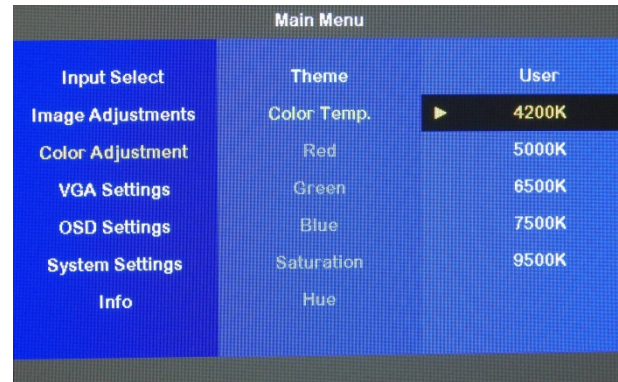 Main Menu
Input Select
Image Adjustments
Color Adjustment
VGA Settings
OSD Settings
System Settings
Info
Theme
Color Temp.
Red
Green
Blue
Saturation
Hue
User
4200K
5000K
6500K
7500K
9500K